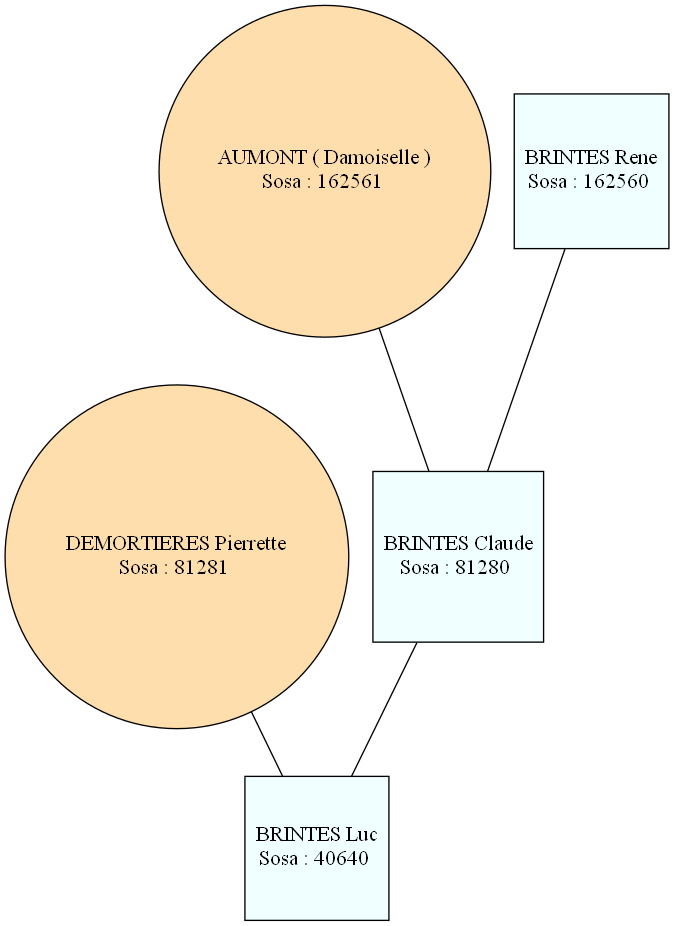 AUMONT ( Damoiselle )
Sosa : 162561
BRINTES Rene
Sosa : 162560
DEMORTIERES Pierrette
Sosa : 81281
BRINTES Claude
Sosa : 81280
BRINTES Luc
Sosa : 40640